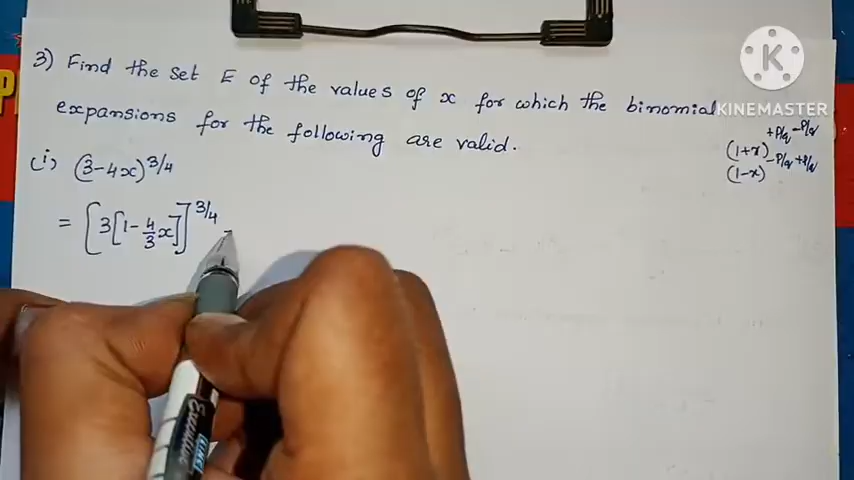 3) Find the set E of the values of x for which the binomial
expansions for the following are valid.
(i) (3-4x)^3/4
= [3[1-4/3 x]]^3/4
K
KINEMASTER
(1+x)^+P/q -P/q
(1-x)^-P/q +P/q